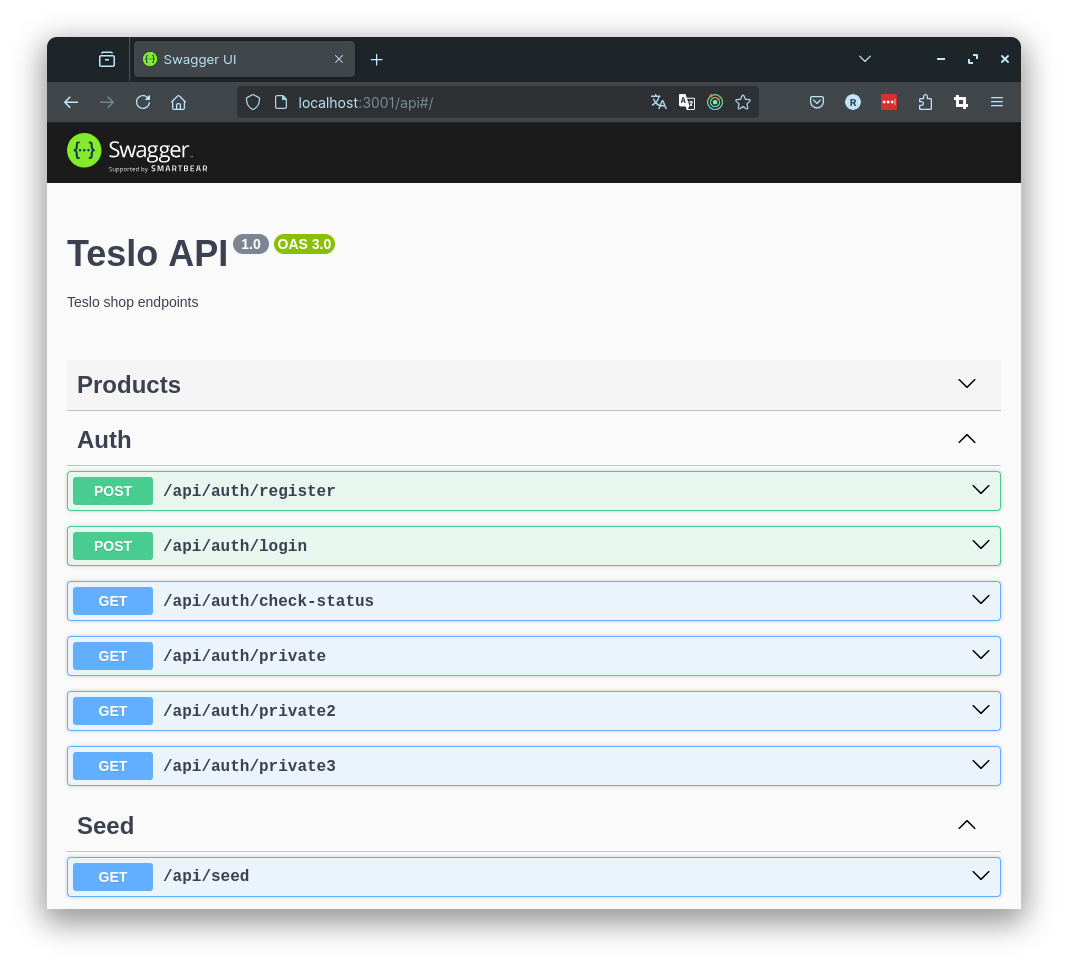 Swagger UI
localhost:3001/api#/
Swagger
Supported by SMARTBEAR
Teslo API 1.0 OAS 3.0
Teslo shop endpoints
Products
Auth
POST /api/auth/register
POST /api/auth/login
GET /api/auth/check-status
GET /api/auth/private
GET /api/auth/private2
GET /api/auth/private3
Seed
GET /api/seed